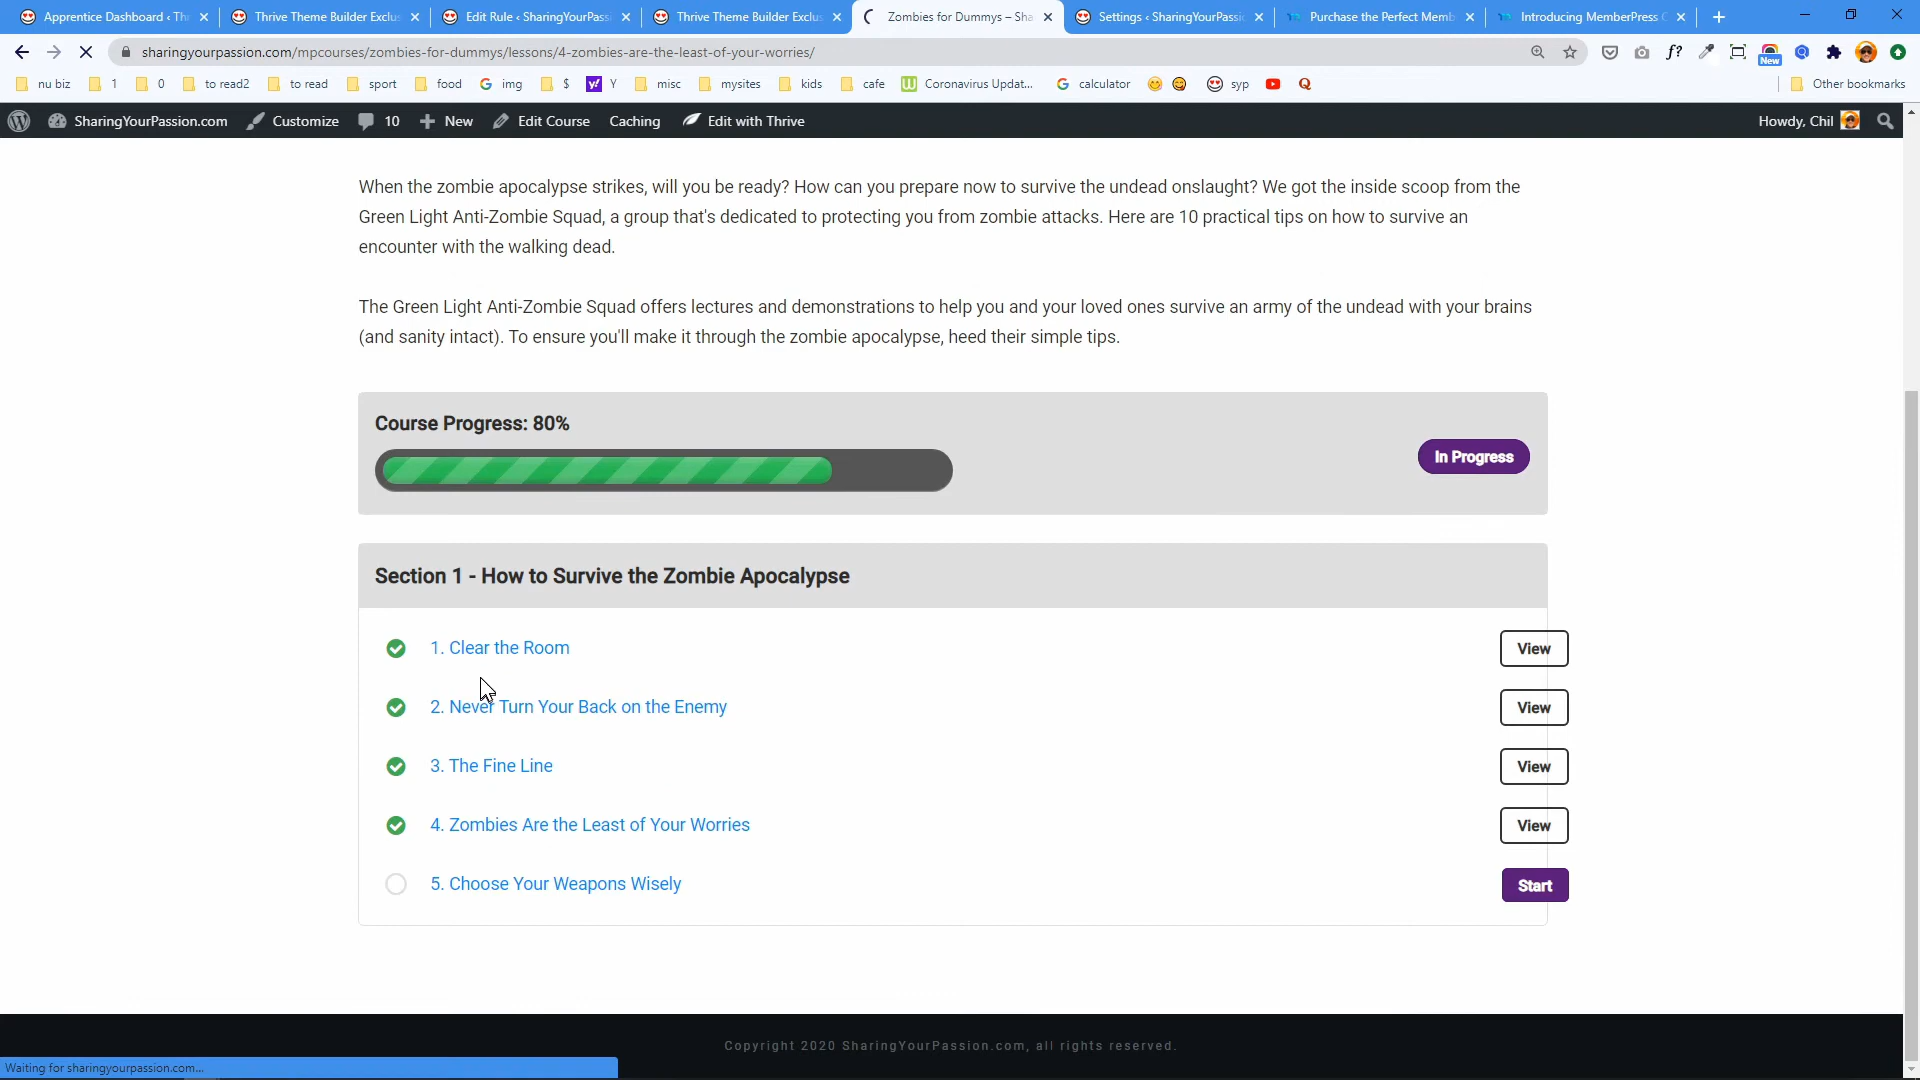 Apprentice Dashboard ‹ Th
Thrive Theme Builder Exclus
Edit Rule ‹ SharingYourPass
Thrive Theme Builder Exclus
Zombies for Dummys – Sha
Settings ‹ SharingYourPassi
Purchase the Perfect Memb
Introducing MemberPress C
sharingyourpassion.com/mpcourses/zombies-for-dummys/lessons/4-zombies-are-the-least-of-your-worries/
f?
New
nu biz
1
0
to read2
to read
sport
food
img
$
Y
misc
mysites
kids
cafe
Coronavirus Updat...
calculator
syp
Other bookmarks
SharingYourPassion.com
Customize
10
New
Edit Course
Caching
Edit with Thrive
Howdy, Chil
When the zombie apocalypse strikes, will you be ready? How can you prepare now to survive the undead onslaught? We got the inside scoop from the
Green Light Anti-Zombie Squad, a group that's dedicated to protecting you from zombie attacks. Here are 10 practical tips on how to survive an
encounter with the walking dead.
The Green Light Anti-Zombie Squad offers lectures and demonstrations to help you and your loved ones survive an army of the undead with your brains
(and sanity intact). To ensure you'll make it through the zombie apocalypse, heed their simple tips.
Course Progress: 80%
In Progress
Section 1 - How to Survive the Zombie Apocalypse
1. Clear the Room
View
2. Never Turn Your Back on the Enemy
View
3. The Fine Line
View
4. Zombies Are the Least of Your Worries
View
5. Choose Your Weapons Wisely
Start
Copyright 2020 SharingYourPassion.com, all rights reserved.
Waiting for sharingyourpassion.com...